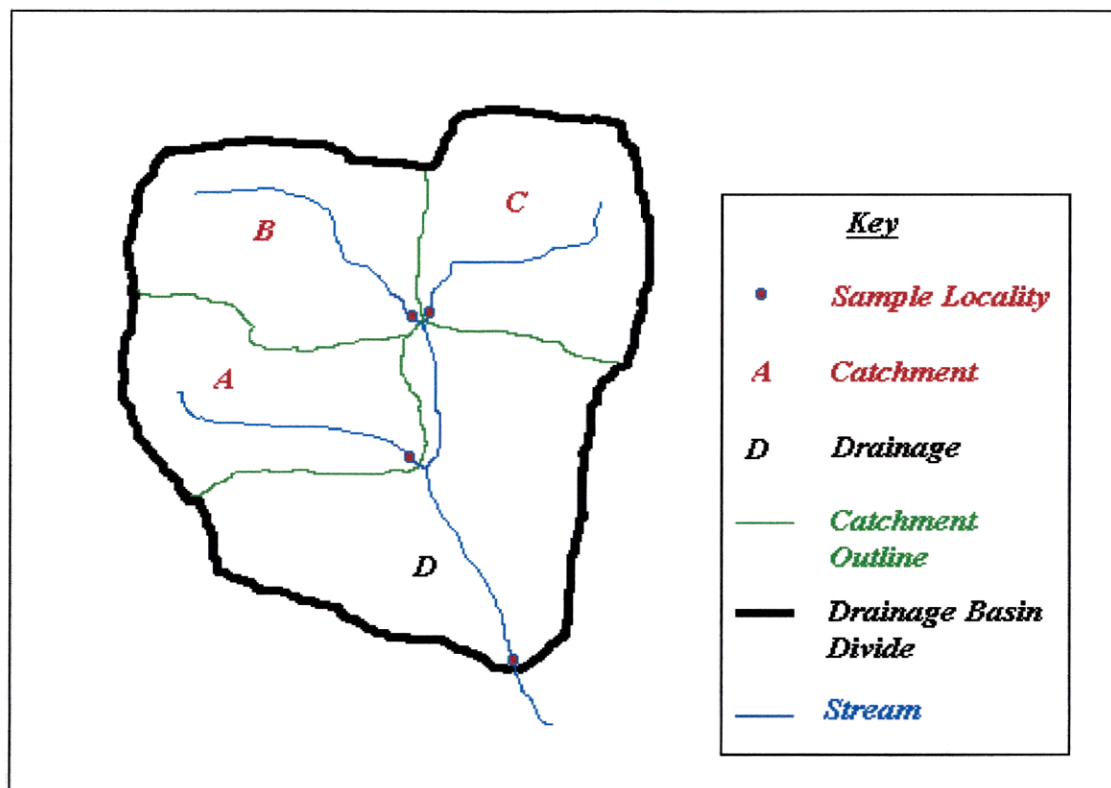 B
C
A
D
Key
Sample Locality
A Catchment
D Drainage
Catchment
Outline
Drainage Basin
Divide
Stream